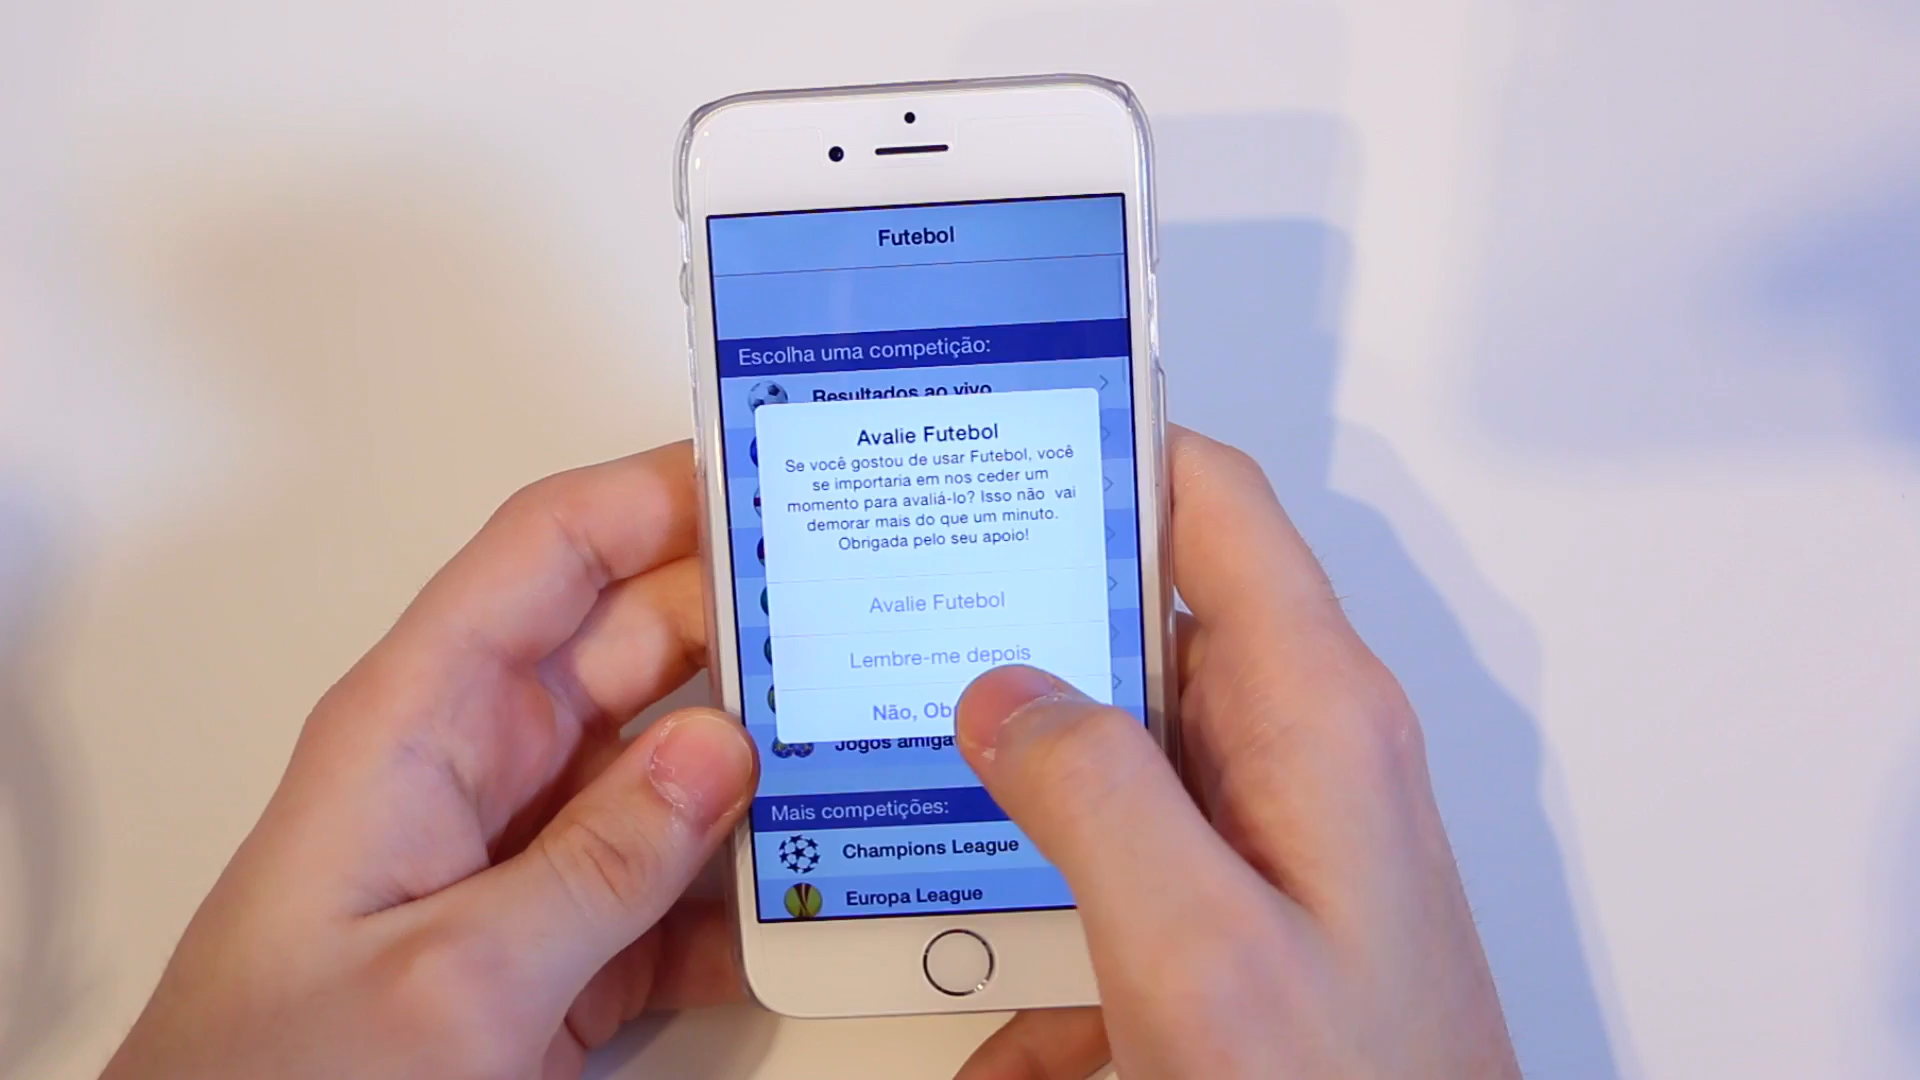 Futebol
Escolha uma competição:
Resultados ao vivo
Avalie Futebol
Se você gostou de usar Futebol, você
se importaria em nos ceder um
momento para avaliá-lo? Isso não vai
demorar mais do que um minuto.
Obrigada pelo seu apoio!
Avalie Futebol
Lembre-me depois
Não,
Jogos
Mais competições:
Champions League
Europa League